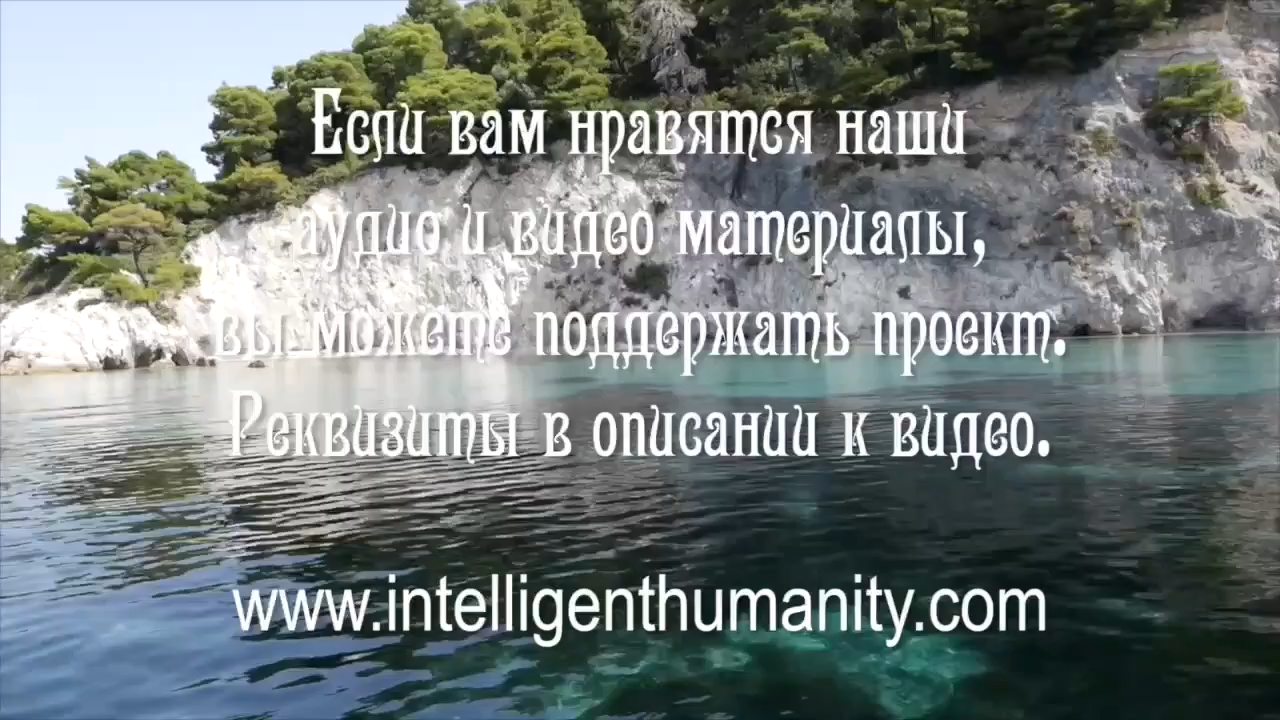 Если вам нравятся наши
аудио и видео материалы,
вы можете поддержать проект.
Реквизиты в описании к видео.
www.intelligenthumanity.com